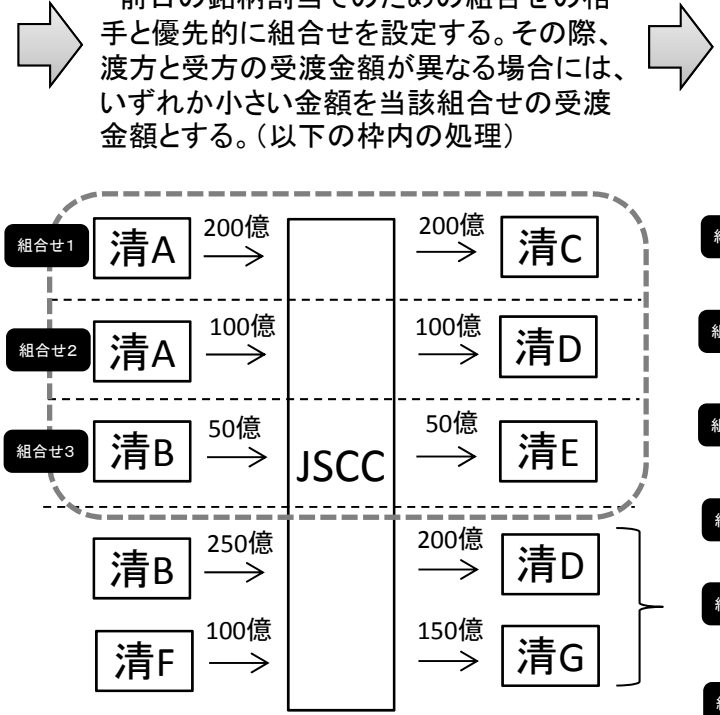 前日の銘柄割当てのための組合せの相
手と優先的に組合せを設定する。その際、
渡方と受方の受渡金額が異なる場合には、
いずれか小さい金額を当該組合せの受渡
金額とする。（以下の枠内の処理）
組合せ1 清A 200億 200億 清C
組合せ2 清A 100億 100億 清D
組合せ3 清B 50億 50億 清E
JSCC
清B 250億 200億 清D
清F 100億 150億 清G